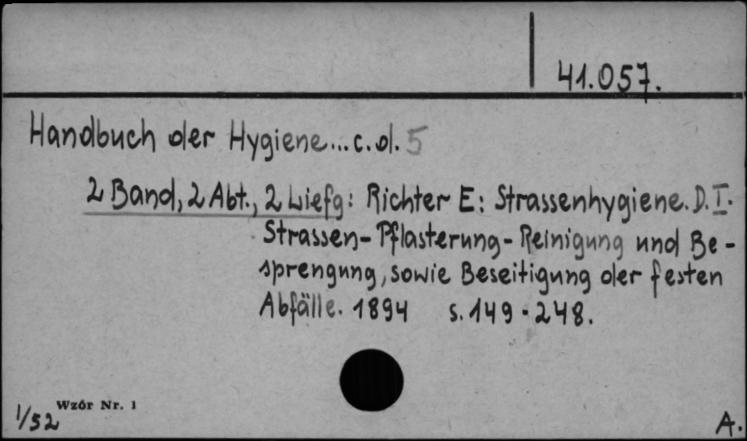 41.057.
Handbuch der Hygiene...c.d. 5
2 Band, 2 Abt., 2 Liefg: Richter E: Strassenhygiene. D.I.
Strassen-Pflasterung-Reinigung und Be-
sprengung, sowie Beseitigung der festen
Abfälle. 1894 s. 149-248.
Wzór Nr. 1
1/52
A.